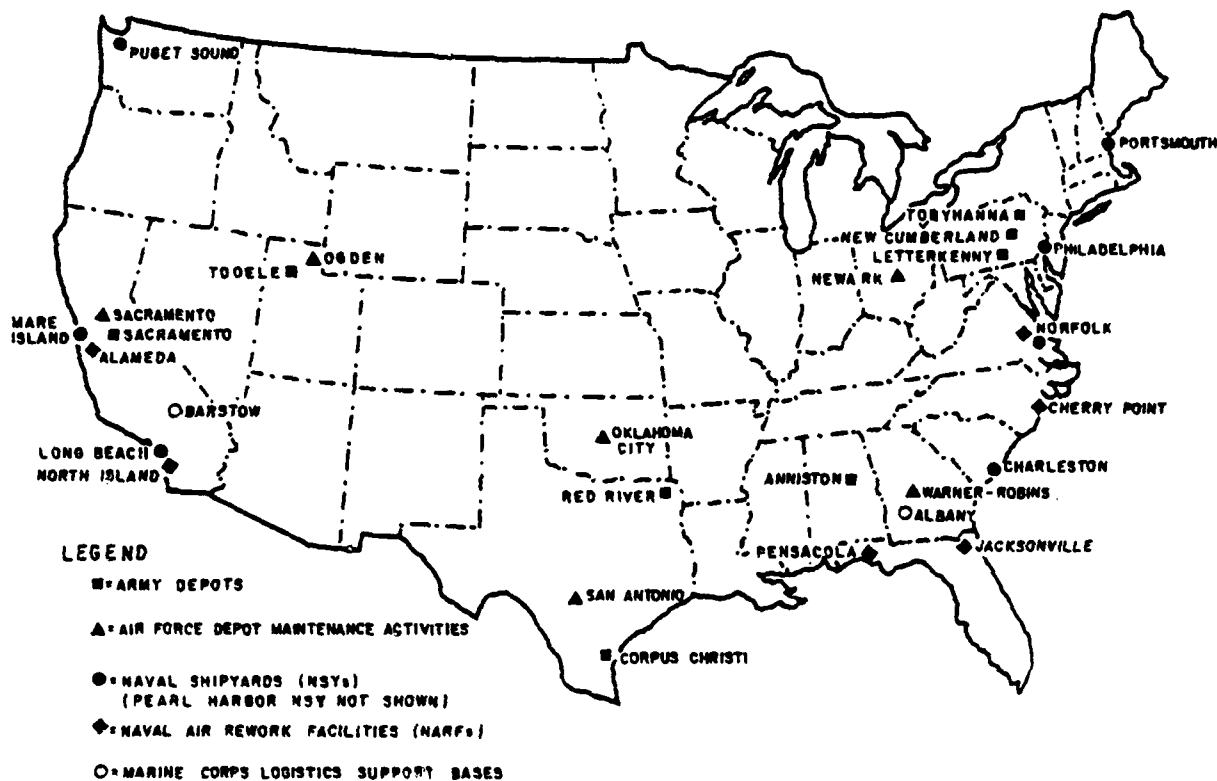 PUGET SOUND
PORTSMOUTH
TOBYHANNA
NEW CUMBERLAND
PHILADELPHIA
LETTERKENNY
OGDEN
TOOELE
NEWARK
SACRAMENTO
MARE
ISLAND
SACRAMENTO
ALAMEDA
NORFOLK
BARSTOW
CHERRY POINT
OKLAHOMA
CITY
LONG BEACH
NORTH ISLAND
CHARLESTON
ANNISTON
RED RIVER
WARNER-ROBINS
ALBANY
PENSACOLA
JACKSONVILLE
SAN ANTONIO
CORPUS CHRISTI
LEGEND
■= ARMY DEPOTS
▲= AIR FORCE DEPOT MAINTENANCE ACTIVITIES
●= NAVAL SHIPYARDS (NSYs)
(PEARL HARBOR NSY NOT SHOWN)
◆= NAVAL AIR REWORK FACILITIES (NARFs)
○= MARINE CORPS LOGISTICS SUPPORT BASES